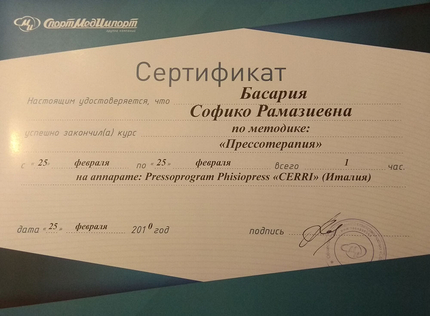 СпортМедИмпорт
Сертификат
Настоящим удостоверяется, что Басария
Софико Рамазиевна
успешно закончил(а) курс по методике:
«Прессотерапия»
с «25» февраля по «25» февраля всего 1 час.
на аппарате: Pressoprogram Phisiopress «CERRI» (Италия)
дата «25» февраля 2010 год подпись